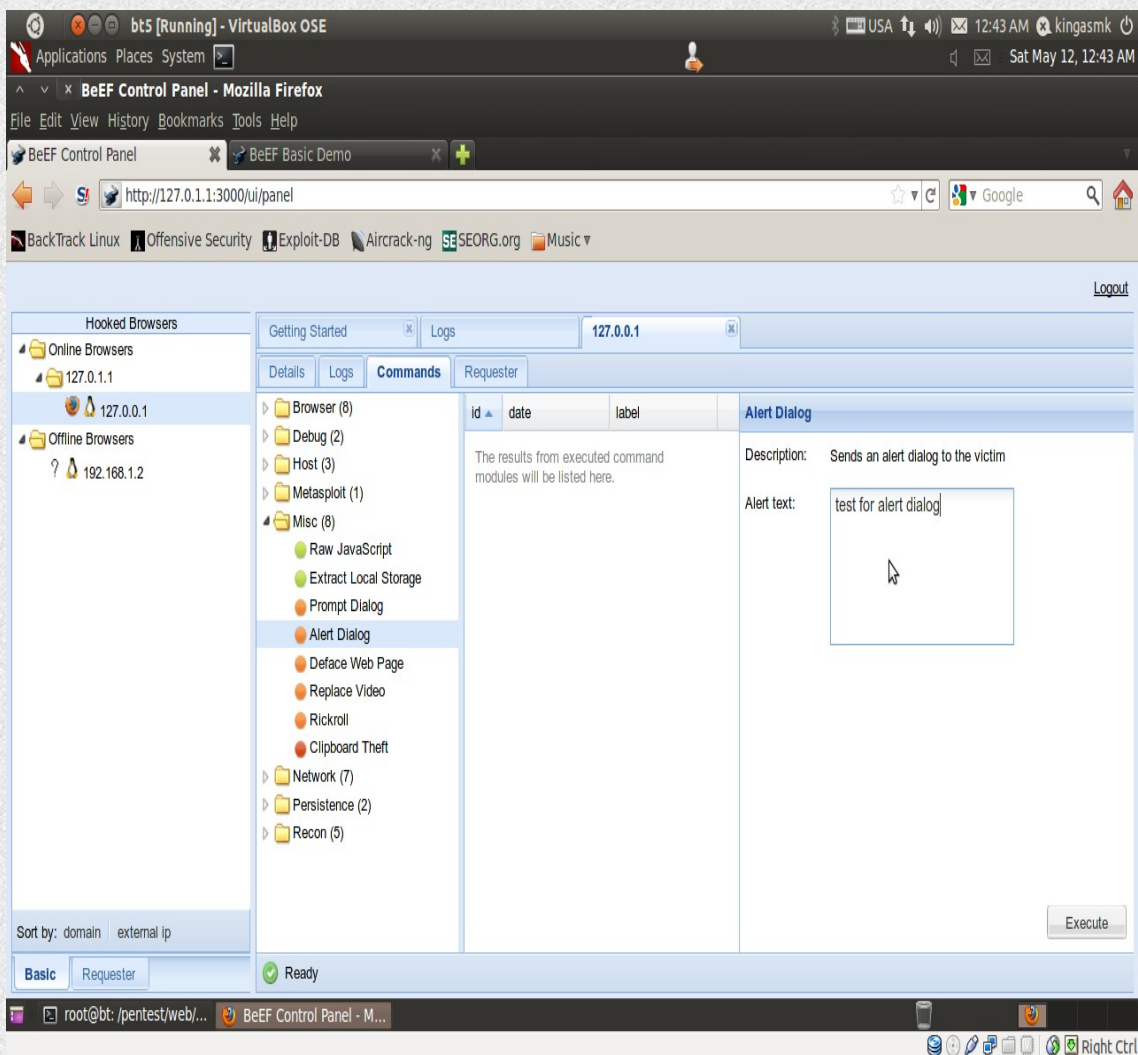 bt5 [Running] - VirtualBox OSE
USA 12:43 AM kingasmk
Applications Places System
Sat May 12, 12:43 AM
BeEF Control Panel - Mozilla Firefox
File Edit View History Bookmarks Tools Help
BeEF Control Panel
BeEF Basic Demo
http://127.0.1.1:3000/ui/panel
Google
BackTrack Linux Offensive Security Exploit-DB Aircrack-ng SEORG.org Music
Logout
Hooked Browsers
Online Browsers
127.0.1.1
127.0.0.1
Offline Browsers
? 192.168.1.2
Sort by: domain external ip
Basic Requester
Getting Started Logs 127.0.0.1
Details Logs Commands Requester
Browser (8)
Debug (2)
Host (3)
Metasploit (1)
Misc (8)
Raw JavaScript
Extract Local Storage
Prompt Dialog
Alert Dialog
Deface Web Page
Replace Video
Rickroll
Clipboard Theft
Network (7)
Persistence (2)
Recon (5)
id date label
The results from executed command
modules will be listed here.
Alert Dialog
Description: Sends an alert dialog to the victim
Alert text: test for alert dialog
Execute
Ready
root@bt: /pentest/web/... BeEF Control Panel - M...
Right Ctrl